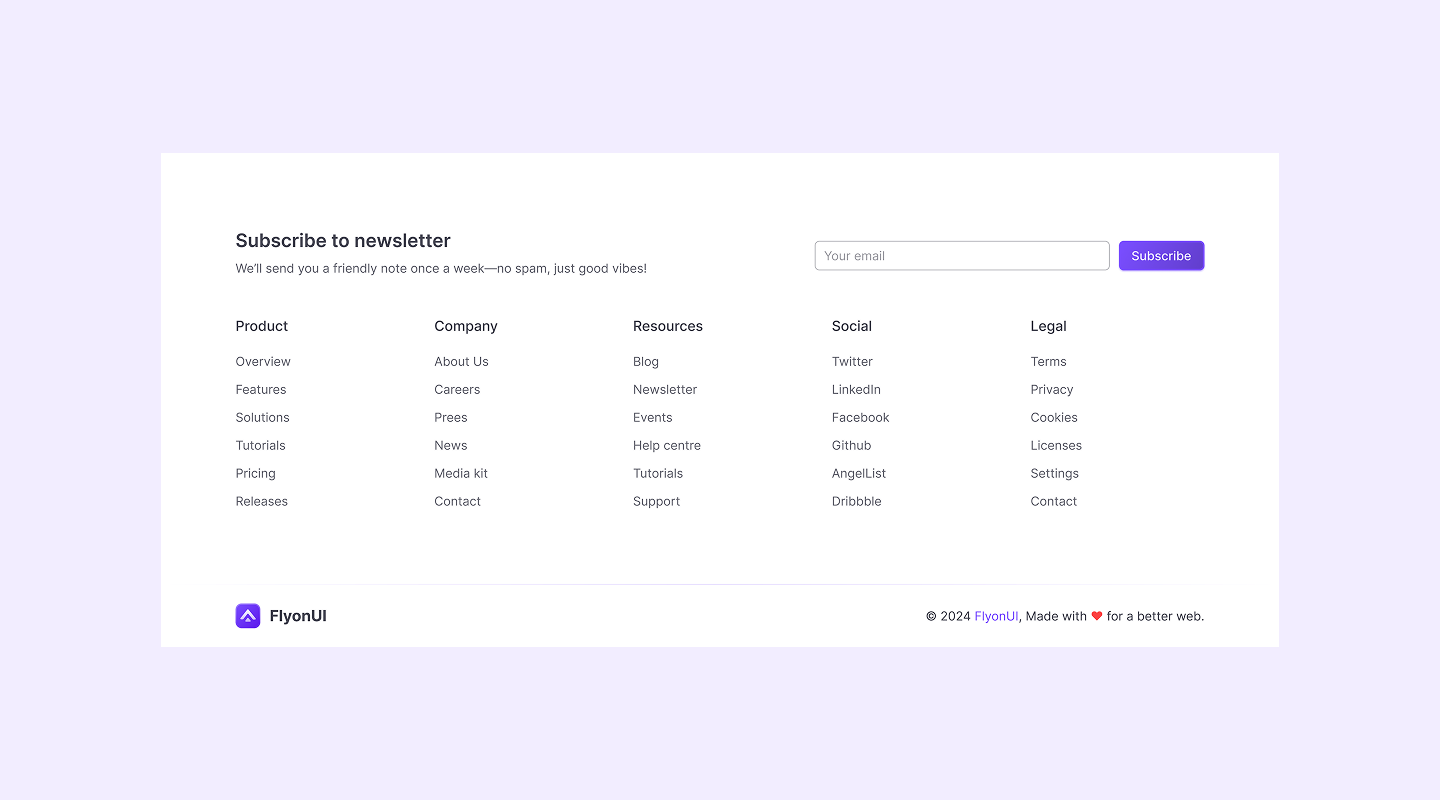 Subscribe to newsletter
We'll send you a friendly note once a week—no spam, just good vibes!
Your email
Subscribe
Product
Overview
Features
Solutions
Tutorials
Pricing
Releases
Company
About Us
Careers
Prees
News
Media kit
Contact
Resources
Blog
Newsletter
Events
Help centre
Tutorials
Support
Social
Twitter
LinkedIn
Facebook
Github
AngelList
Dribbble
Legal
Terms
Privacy
Cookies
Licenses
Settings
Contact
FlyonUI
© 2024 FlyonUI, Made with ❤ for a better web.